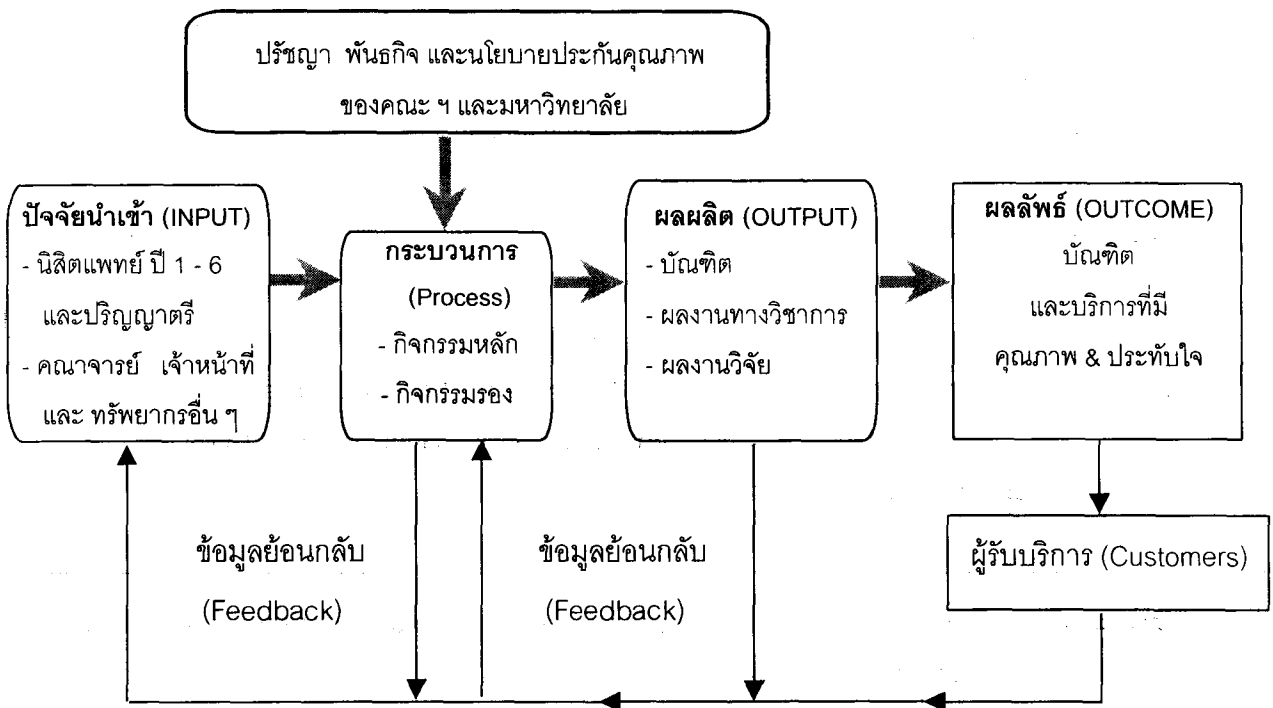 ปรัชญา พันธกิจ และนโยบายประกันคุณภาพ
ของคณะ ฯ และมหาวิทยาลัย
ปัจจัยนำเข้า (INPUT)
- นิสิตแพทย์ ปี 1 - 6
และปริญญาตรี
- คณาจารย์ เจ้าหน้าที่
และ ทรัพยากรอื่น ๆ
กระบวนการ
(Process)
- กิจกรรมหลัก
- กิจกรรมรอง
ผลผลิต (OUTPUT)
- บัณฑิต
- ผลงานทางวิชาการ
- ผลงานวิจัย
ผลลัพธ์ (OUTCOME)
บัณฑิต
และบริการที่มี
คุณภาพ & ประทับใจ
ข้อมูลย้อนกลับ
(Feedback)
ข้อมูลย้อนกลับ
(Feedback)
ผู้รับบริการ (Customers)